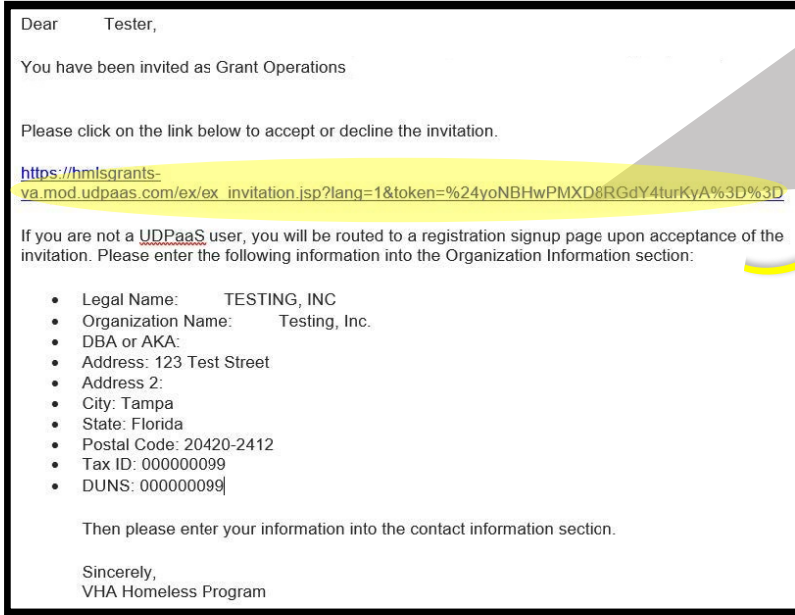 Dear Tester,
You have been invited as Grant Operations
Please click on the link below to accept or decline the invitation.
https://hmlsgrants-
va.mod.udpaas.com/ex/ex_invitation.jsp?lang=1&token=%24yoNBHwPMXD8RGdY4turKyA%3D%3D
If you are not a UDPaaS user, you will be routed to a registration signup page upon acceptance of the
invitation. Please enter the following information into the Organization Information section:
• Legal Name: TESTING, INC
• Organization Name: Testing, Inc.
• DBA or AKA:
• Address: 123 Test Street
• Address 2:
• City: Tampa
• State: Florida
• Postal Code: 20420-2412
• Tax ID: 000000099
• DUNS: 000000099
Then please enter your information into the contact information section.
Sincerely,
VHA Homeless Program